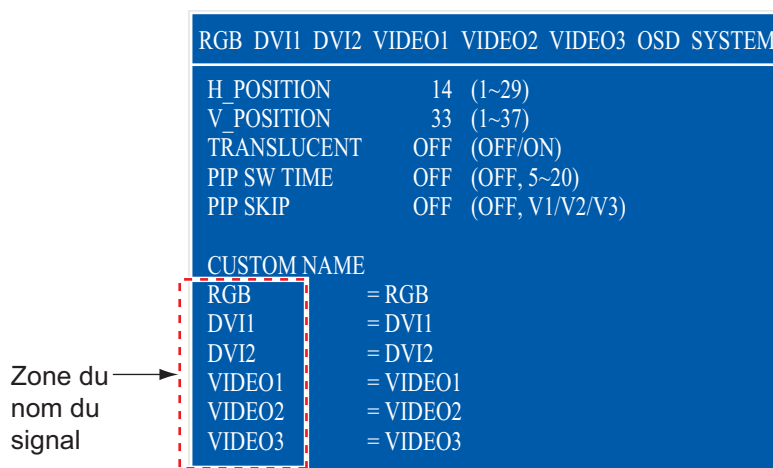 RGB DVI1 DVI2 VIDEO1 VIDEO2 VIDEO3 OSD SYSTEM
H_POSITION 14 (1~29)
V_POSITION 33 (1~37)
TRANSLUCENT OFF (OFF/ON)
PIP SW TIME OFF (OFF, 5~20)
PIP SKIP OFF (OFF, V1/V2/V3)
CUSTOM NAME
RGB = RGB
DVI1 = DVI1
DVI2 = DVI2
VIDEO1 = VIDEO1
VIDEO2 = VIDEO2
VIDEO3 = VIDEO3
Zone du
nom du
signal